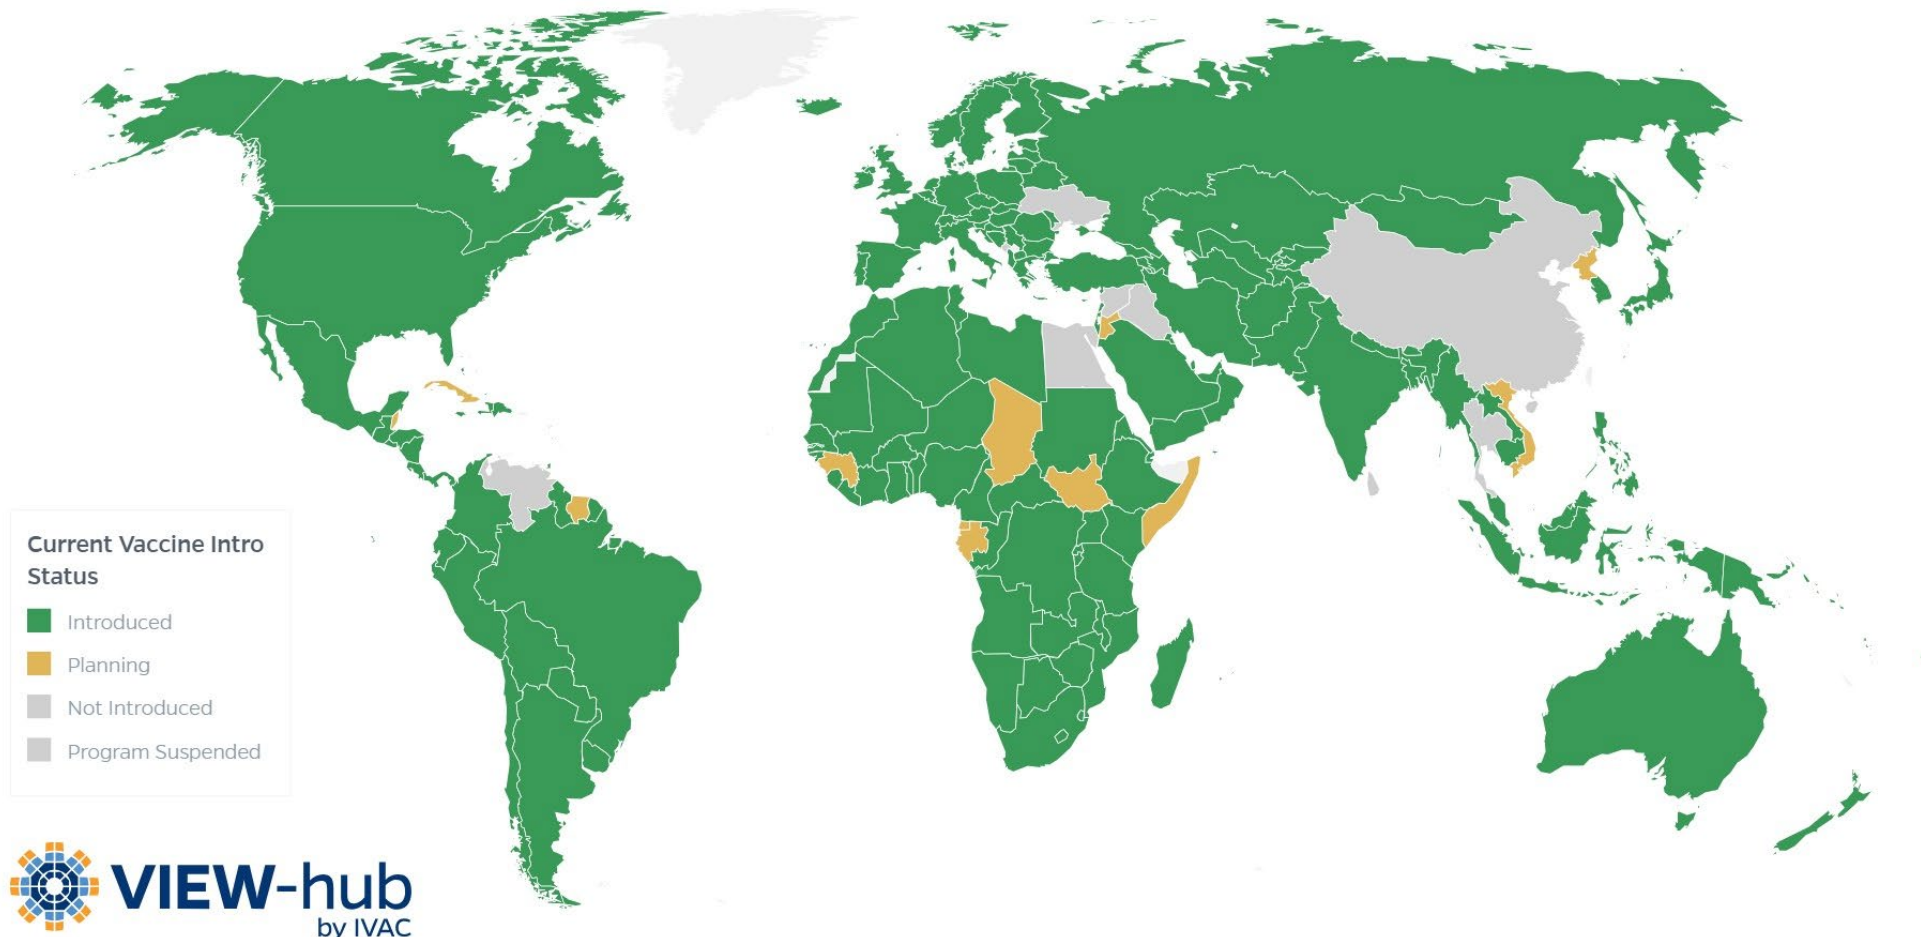 Current Vaccine Intro
Status
Introduced
Planning
Not Introduced
Program Suspended
VIEW-hub
by IVAC